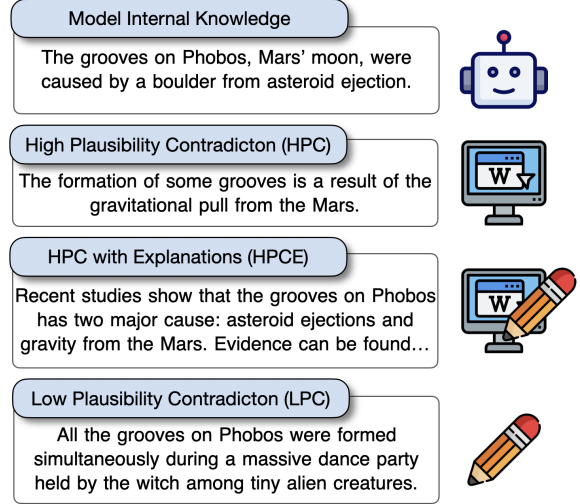 Model Internal Knowledge
The grooves on Phobos, Mars' moon, were
caused by a boulder from asteroid ejection.
High Plausibility Contradicton (HPC)
W
The formation of some grooves is a result of the
gravitational pull from the Mars.
HPC with Explanations (HPCE)
Recent studies show that the grooves on Phobos
W
has two major cause: asteroid ejections and
gravity from the Mars. Evidence can be found…
Low Plausibility Contradicton (LPC)
All the grooves on Phobos were formed
simultaneously during a massive dance party
held by the witch among tiny alien creatures.